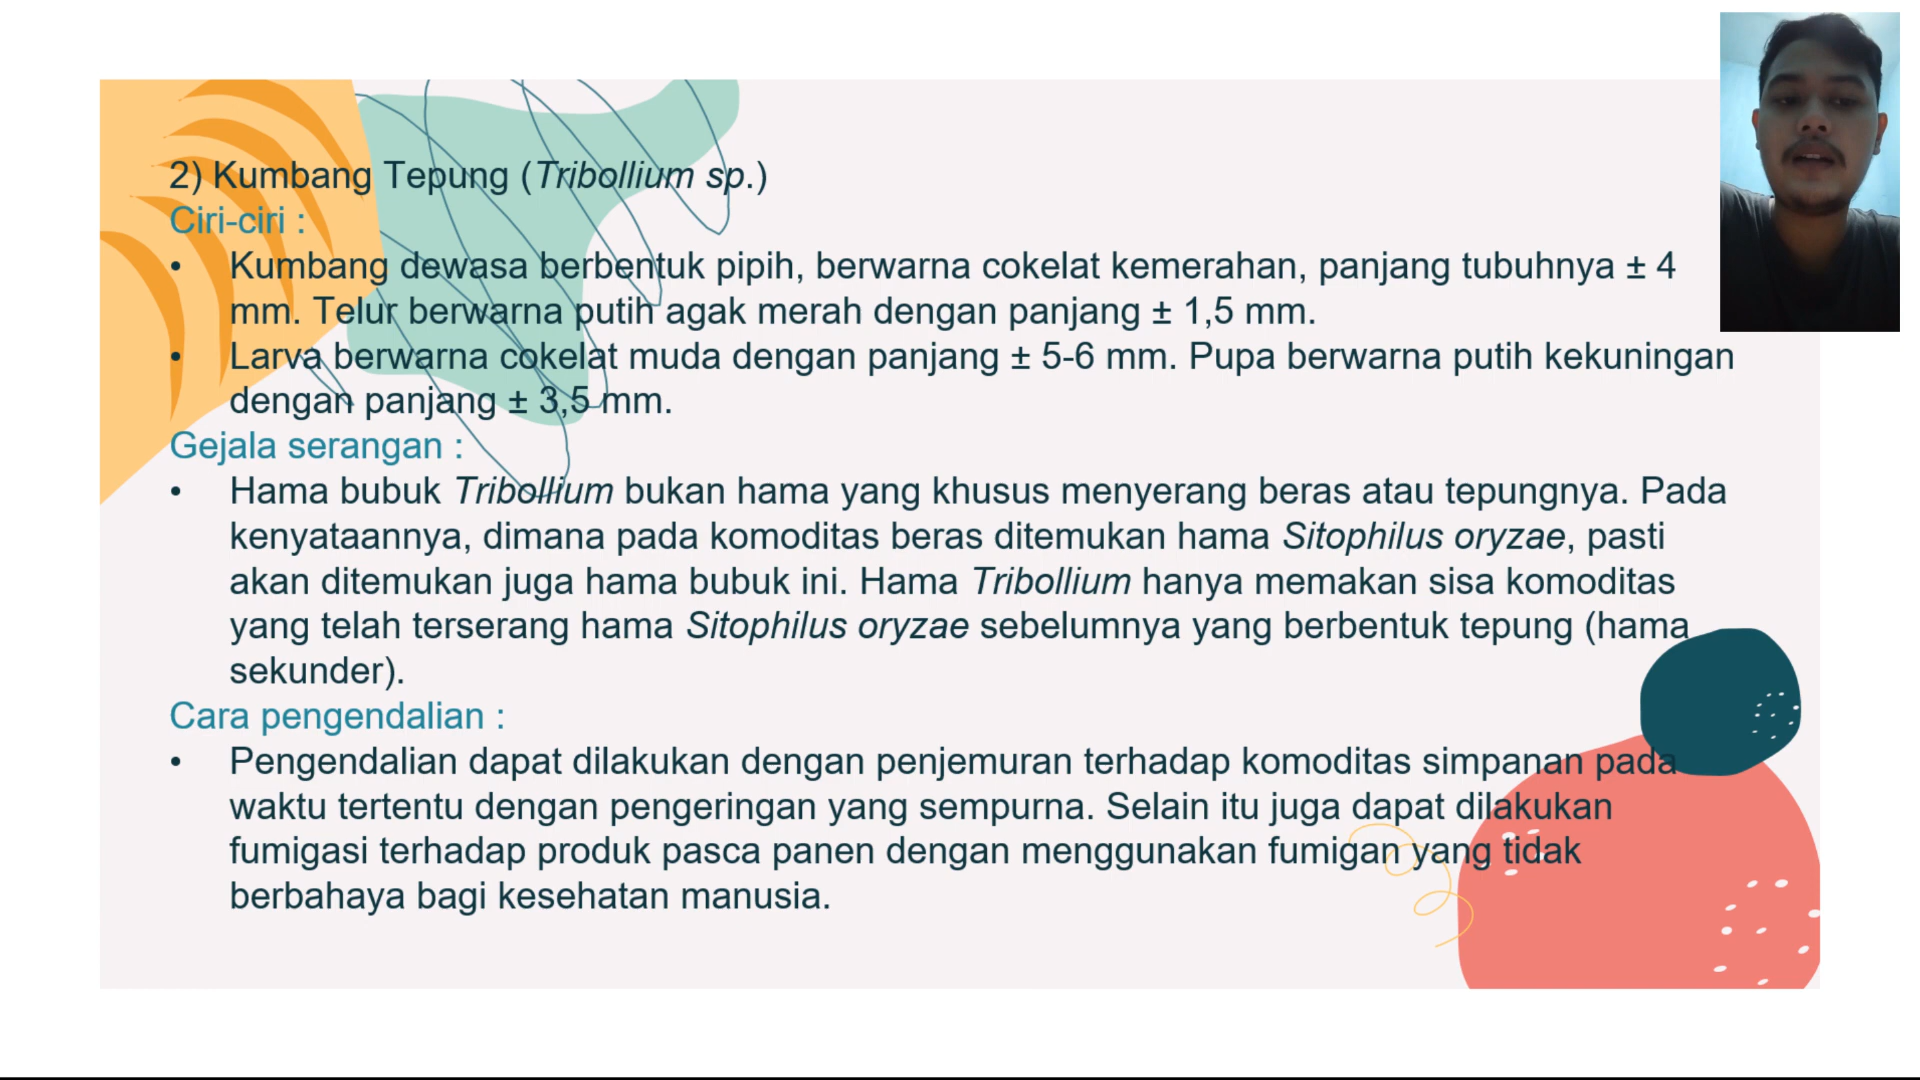 2) Kumbang Tepung (Tribollium sp.)
Ciri-ciri :
• Kumbang dewasa berbentuk pipih, berwarna cokelat kemerahan, panjang tubuhnya ± 4
mm. Telur berwarna putih agak merah dengan panjang ± 1,5 mm.
• Larva berwarna cokelat muda dengan panjang ± 5-6 mm. Pupa berwarna putih kekuningan
dengan panjang ± 3,5 mm.
Gejala serangan :
• Hama bubuk Tribollium bukan hama yang khusus menyerang beras atau tepungnya. Pada
kenyataannya, dimana pada komoditas beras ditemukan hama Sitophilus oryzae, pasti
akan ditemukan juga hama bubuk ini. Hama Tribollium hanya memakan sisa komoditas
yang telah terserang hama Sitophilus oryzae sebelumnya yang berbentuk tepung (hama
sekunder).
Cara pengendalian :
• Pengendalian dapat dilakukan dengan penjemuran terhadap komoditas simpanan pada
waktu tertentu dengan pengeringan yang sempurna. Selain itu juga dapat dilakukan
fumigasi terhadap produk pasca panen dengan menggunakan fumigan yang tidak
berbahaya bagi kesehatan manusia.